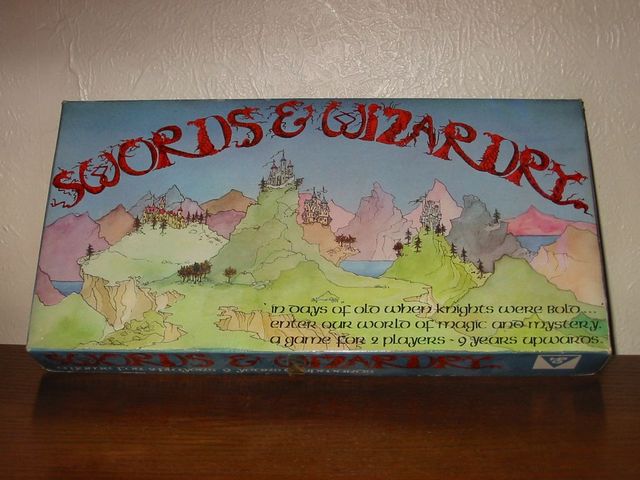 SWORDS & WIZARDRY
in days of old when knights were bold....
enter our world of magic and mystery.
a game for 2 players - 9 years upwards.
SWORDS & WIZARDRY